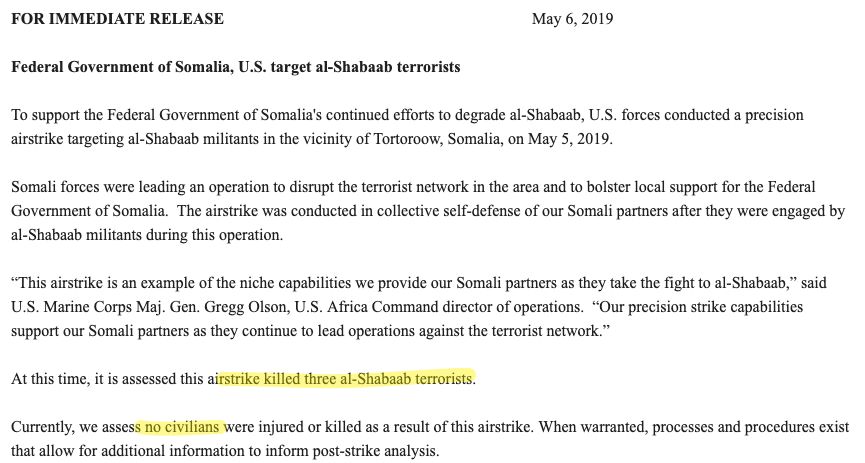 FOR IMMEDIATE RELEASE May 6, 2019
Federal Government of Somalia, U.S. target al-Shabaab terrorists
To support the Federal Government of Somalia's continued efforts to degrade al-Shabaab, U.S. forces conducted a precision
airstrike targeting al-Shabaab militants in the vicinity of Tortoroow, Somalia, on May 5, 2019.
Somali forces were leading an operation to disrupt the terrorist network in the area and to bolster local support for the Federal
Government of Somalia.  The airstrike was conducted in collective self-defense of our Somali partners after they were engaged by
al-Shabaab militants during this operation.
“This airstrike is an example of the niche capabilities we provide our Somali partners as they take the fight to al-Shabaab,” said
U.S. Marine Corps Maj. Gen. Gregg Olson, U.S. Africa Command director of operations.  “Our precision strike capabilities
support our Somali partners as they continue to lead operations against the terrorist network.”
At this time, it is assessed this airstrike killed three al-Shabaab terrorists.
Currently, we assess no civilians were injured or killed as a result of this airstrike. When warranted, processes and procedures exist
that allow for additional information to inform post-strike analysis.